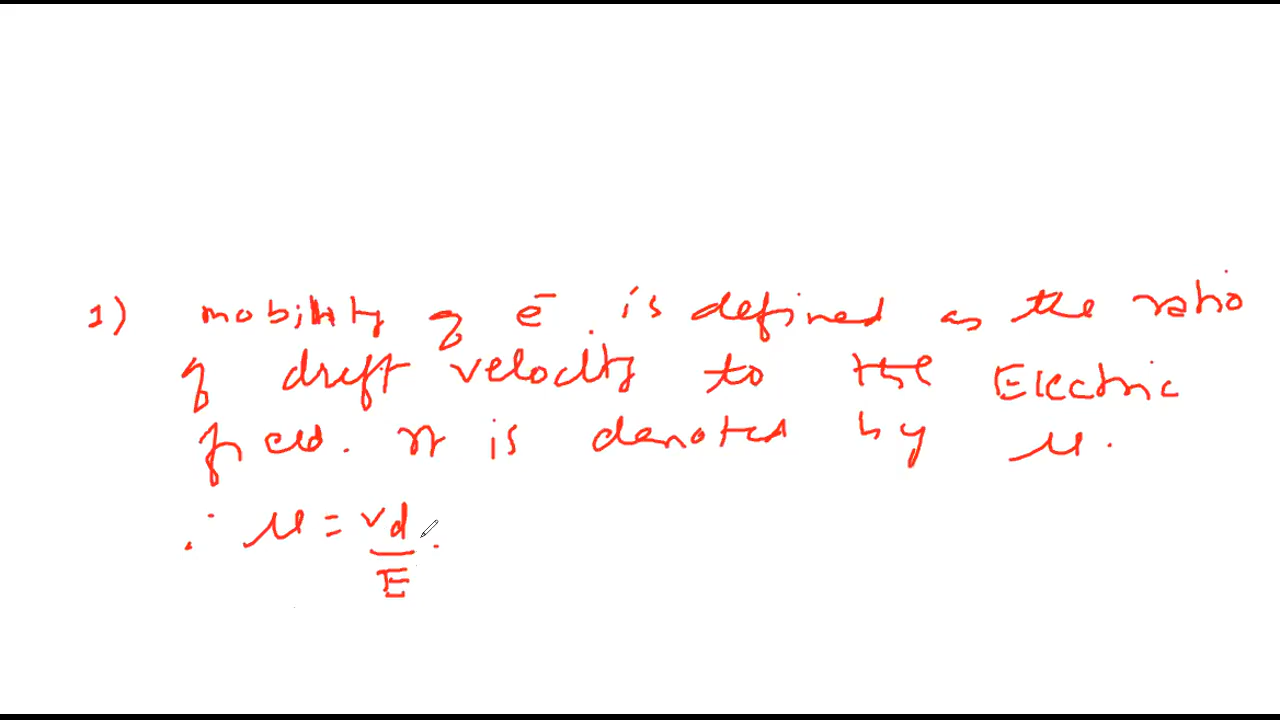 1) mobility of e⁻. is defined as the ratio
of drift velocity to the Electric
field. It is denoted by μ.
∴ μ = vd/E.